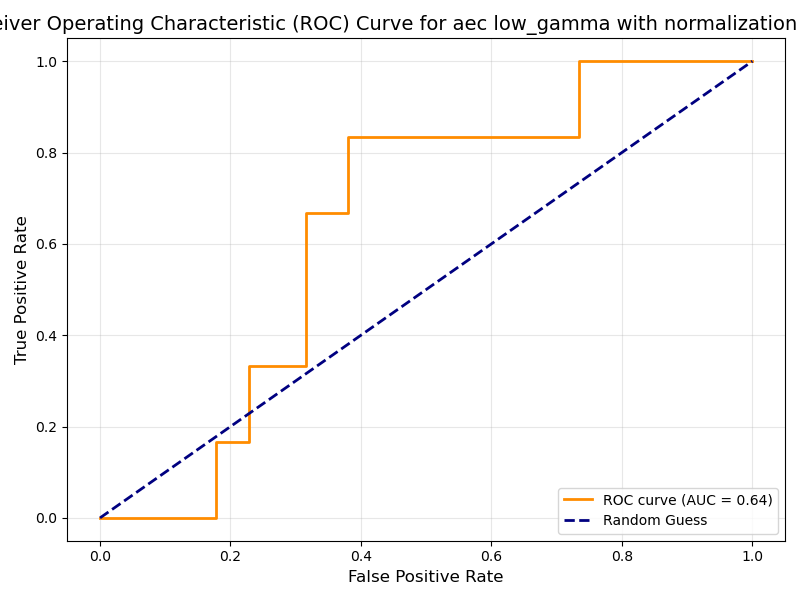 eiver Operating Characteristic (ROC) Curve for aec low_gamma with normalization
True Positive Rate
1.0
0.8
0.6
0.4
0.2
0.0
0.0 0.2 0.4 0.6 0.8 1.0
False Positive Rate
ROC curve (AUC = 0.64)
Random Guess